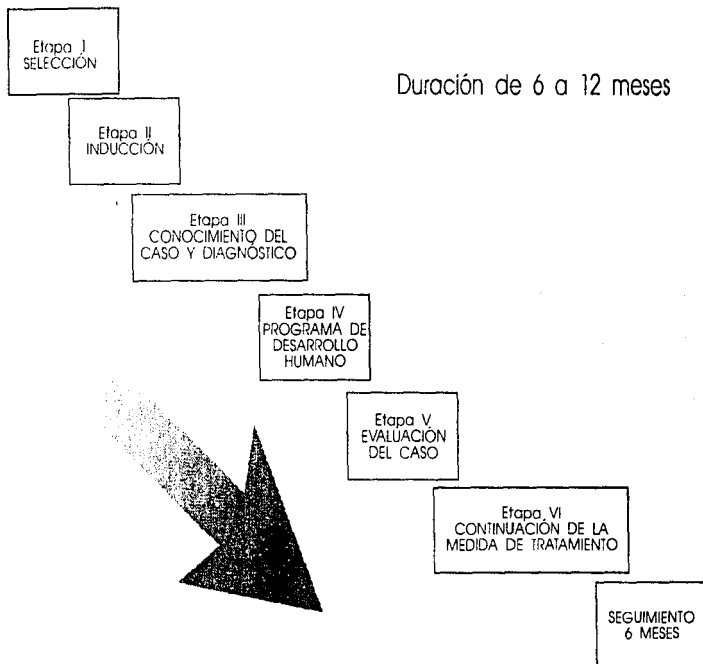 Etapa I
SELECCIÓN
Duración de 6 a 12 meses
Etapa II
INDUCCIÓN
Etapa III
CONOCIMIENTO DEL
CASO Y DIAGNÓSTICO
Etapa IV
PROGRAMA DE
DESARROLLO
HUMANO
Etapa V
EVALUACIÓN
DEL CASO
Etapa VI
CONTINUACIÓN DE LA
MEDIDA DE TRATAMIENTO
SEGUIMIENTO
6 MESES